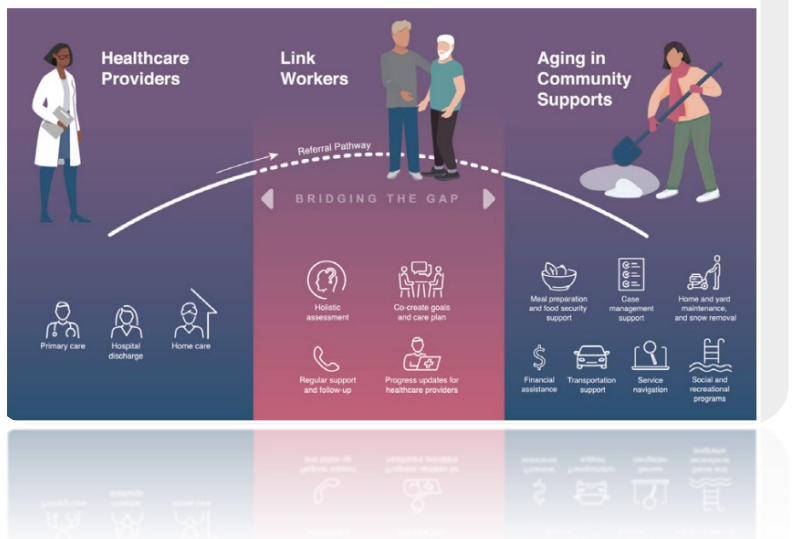 Healthcare
Providers
Link
Workers
Aging in
Community
Supports
Referral Pathway
BRIDGING THE GAP
Primary care
Hospital
discharge
Home care
Holistic
assessment
Co-create goals
and care plan
Regular support
and follow-up
Progress updates for
healthcare providers
Meal preparation
and food security
support
Case
management
support
Home and yard
maintenance,
and snow removal
Financial
assistance
Transportation
support
Service
navigation
Social and
recreational
programs